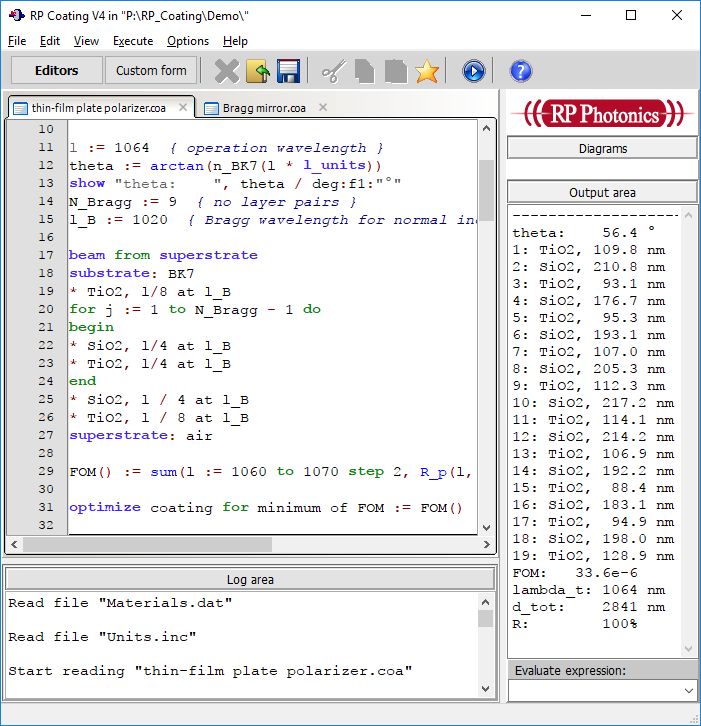 RP Coating V4 in "P:\RP_Coating\Demo\"
File Edit View Execute Options Help
Editors Custom form
thin-film plate polarizer.coa Bragg mirror.coa
10
11 l := 1064 { operation wavelength }
12 theta := arctan(n_BK7(l * l_units))
13 show "theta: ", theta / deg:f1:"°"
14 N_Bragg := 9 { no layer pairs }
15 l_B := 1020 { Bragg wavelength for normal inc
16
17 beam from superstrate
18 substrate: BK7
19 * TiO2, l/8 at l_B
20 for j := 1 to N_Bragg - 1 do
21 begin
22 * SiO2, l/4 at l_B
23 * TiO2, l/4 at l_B
24 end
25 * SiO2, l / 4 at l_B
26 * TiO2, l / 8 at l_B
27 superstrate: air
28
29 FOM() := sum(l := 1060 to 1070 step 2, R_p(l,
30
31 optimize coating for minimum of FOM := FOM()
32
Log area
Read file "Materials.dat"
Read file "Units.inc"
Start reading "thin-film plate polarizer.coa"
RP Photonics
Diagrams
Output area
---------------------
theta: 56.4 °
1: TiO2, 109.8 nm
2: SiO2, 210.8 nm
3: TiO2, 93.1 nm
4: SiO2, 176.7 nm
5: TiO2, 95.3 nm
6: SiO2, 193.1 nm
7: TiO2, 107.0 nm
8: SiO2, 205.3 nm
9: TiO2, 112.3 nm
10: SiO2, 217.2 nm
11: TiO2, 114.1 nm
12: SiO2, 214.2 nm
13: TiO2, 106.9 nm
14: SiO2, 192.2 nm
15: TiO2, 88.4 nm
16: SiO2, 183.1 nm
17: TiO2, 94.9 nm
18: SiO2, 198.0 nm
19: TiO2, 128.9 nm
FOM: 33.6e-6
lambda_t: 1064 nm
d_tot: 2841 nm
R: 100%
Evaluate expression: